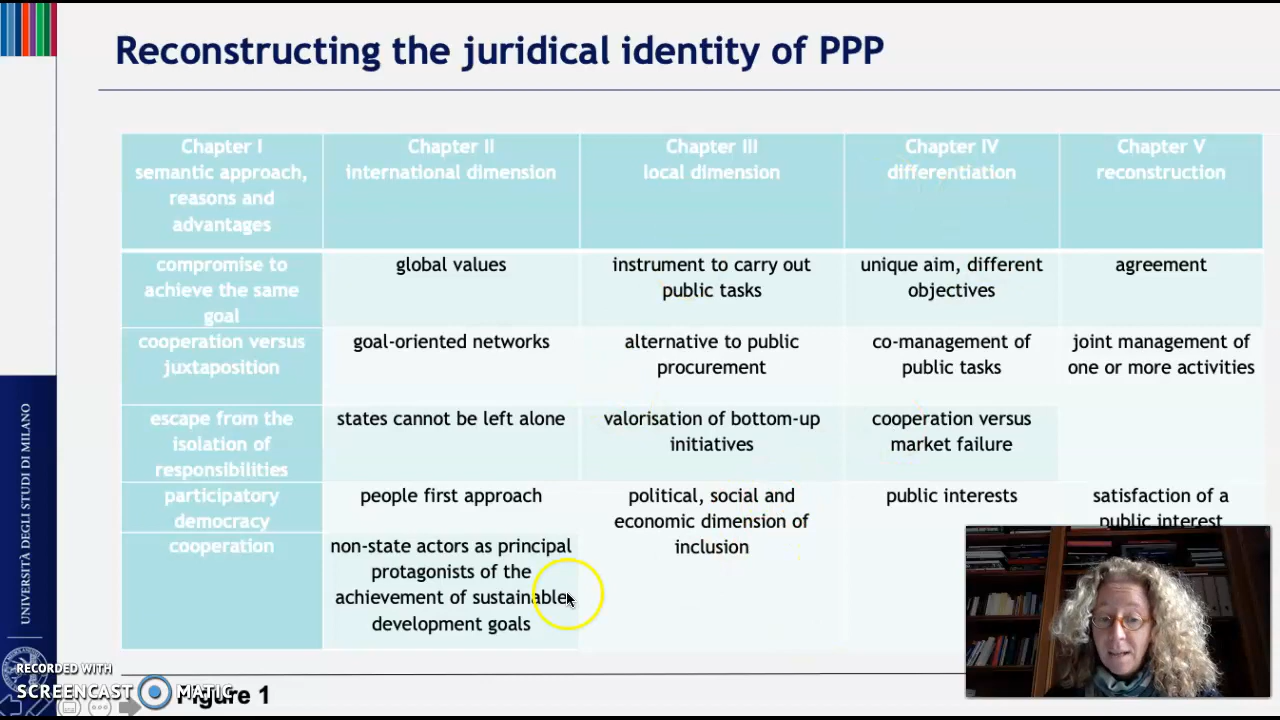 Reconstructing the juridical identity of PPP
Chapter I
semantic approach,
reasons and
advantages
Chapter II
international dimension
Chapter III
local dimension
Chapter IV
differentiation
Chapter V
reconstruction
compromise to
achieve the same
goal
global values
instrument to carry out
public tasks
unique aim, different
objectives
agreement
cooperation versus
juxtaposition
goal-oriented networks
alternative to public
procurement
co-management of
public tasks
joint management of
one or more activities
escape from the
isolation of
responsibilities
states cannot be left alone
valorisation of bottom-up
initiatives
cooperation versus
market failure
participatory
democracy
people first approach
political, social and
economic dimension of
inclusion
public interests
satisfaction of a
public interest
cooperation
non-state actors as principal
protagonists of the
achievement of sustainable
development goals
UNIVERSITÀ DEGLI STUDI DI MILANO
RECORDED WITH
SCREENCAST MATIC
Figure 1